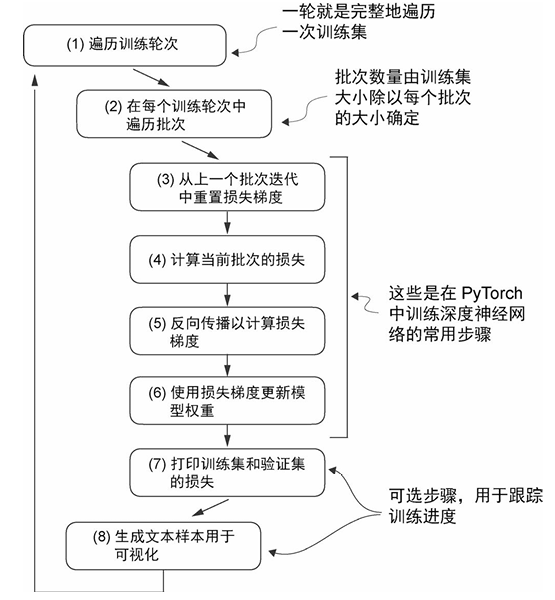 一轮就是完整地遍历
一次训练集
(1) 遍历训练轮次
批次数量由训练集
大小除以每个批次
的大小确定
(2) 在每个训练轮次中
遍历批次
(3) 从上一个批次迭代
中重置损失梯度
(4) 计算当前批次的损失
这些是在 PyTorch
中训练深度神经网
络的常用步骤
(5) 反向传播以计算损失
梯度
(6) 使用损失梯度更新模
型权重
(7) 打印训练集和验证集
的损失
可选步骤，用于跟踪
训练进度
(8) 生成文本样本用于
可视化